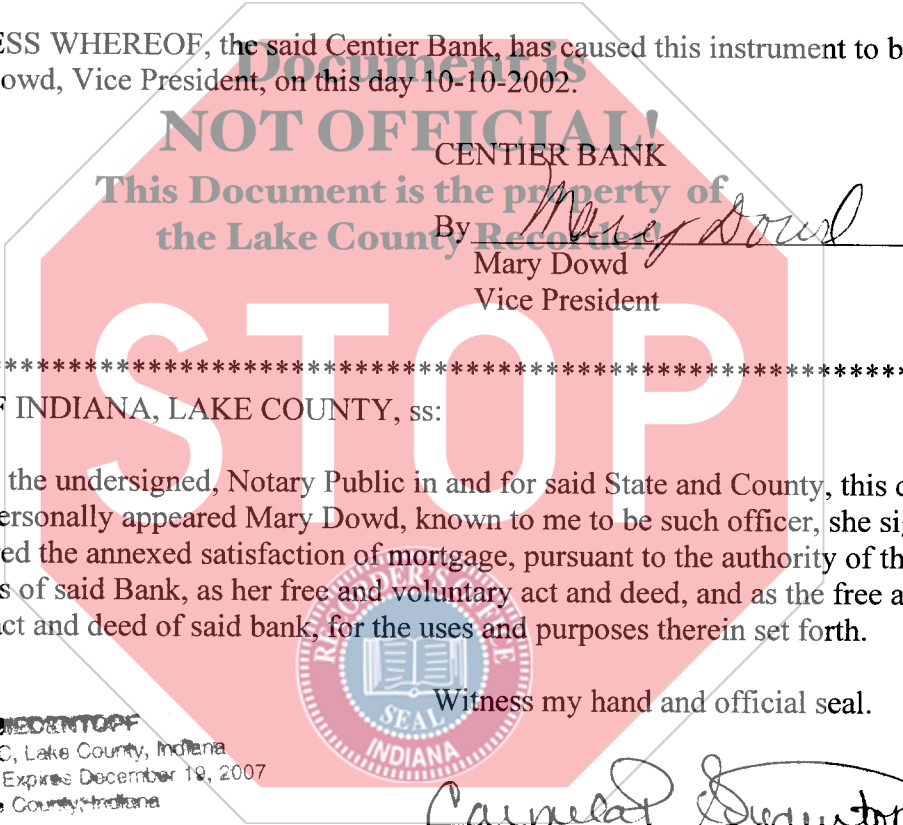 ESS WHEREOF, the said Centier Bank, has caused this instrument to b
Document is
owd, Vice President, on this day 10-10-2002.
NOT OFFICIAL!
CENTIER BANK
This Document is the property of
the Lake County Recorder!
By Mary Dowd
Mary Dowd
Vice President
STOP
F INDIANA, LAKE COUNTY, ss:
the undersigned, Notary Public in and for said State and County, this
ersonally appeared Mary Dowd, known to me to be such officer, she sig
ed the annexed satisfaction of mortgage, pursuant to the authority of th
s of said Bank, as her free and voluntary act and deed, and as the free a
ct and deed of said bank, for the uses and purposes therein set forth.
RECORDER'S OFFICE
SEAL
INDIANA
Witness my hand and official seal.
C, Lake County, Indiana
Expires December 19, 2007
County, Indiana